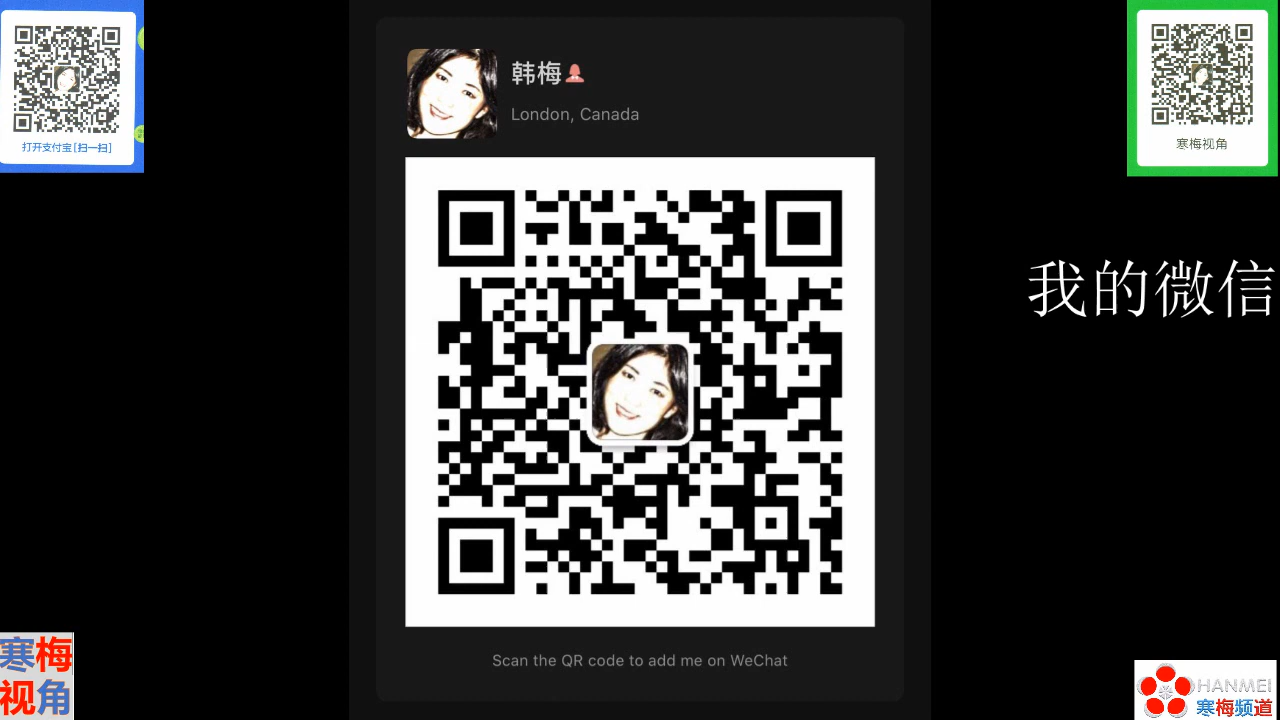 打开支付宝[扫一扫]
韩梅
London, Canada
寒梅视角
我的微信
Scan the QR code to add me on WeChat
寒梅
视角
HANMEI
寒梅频道